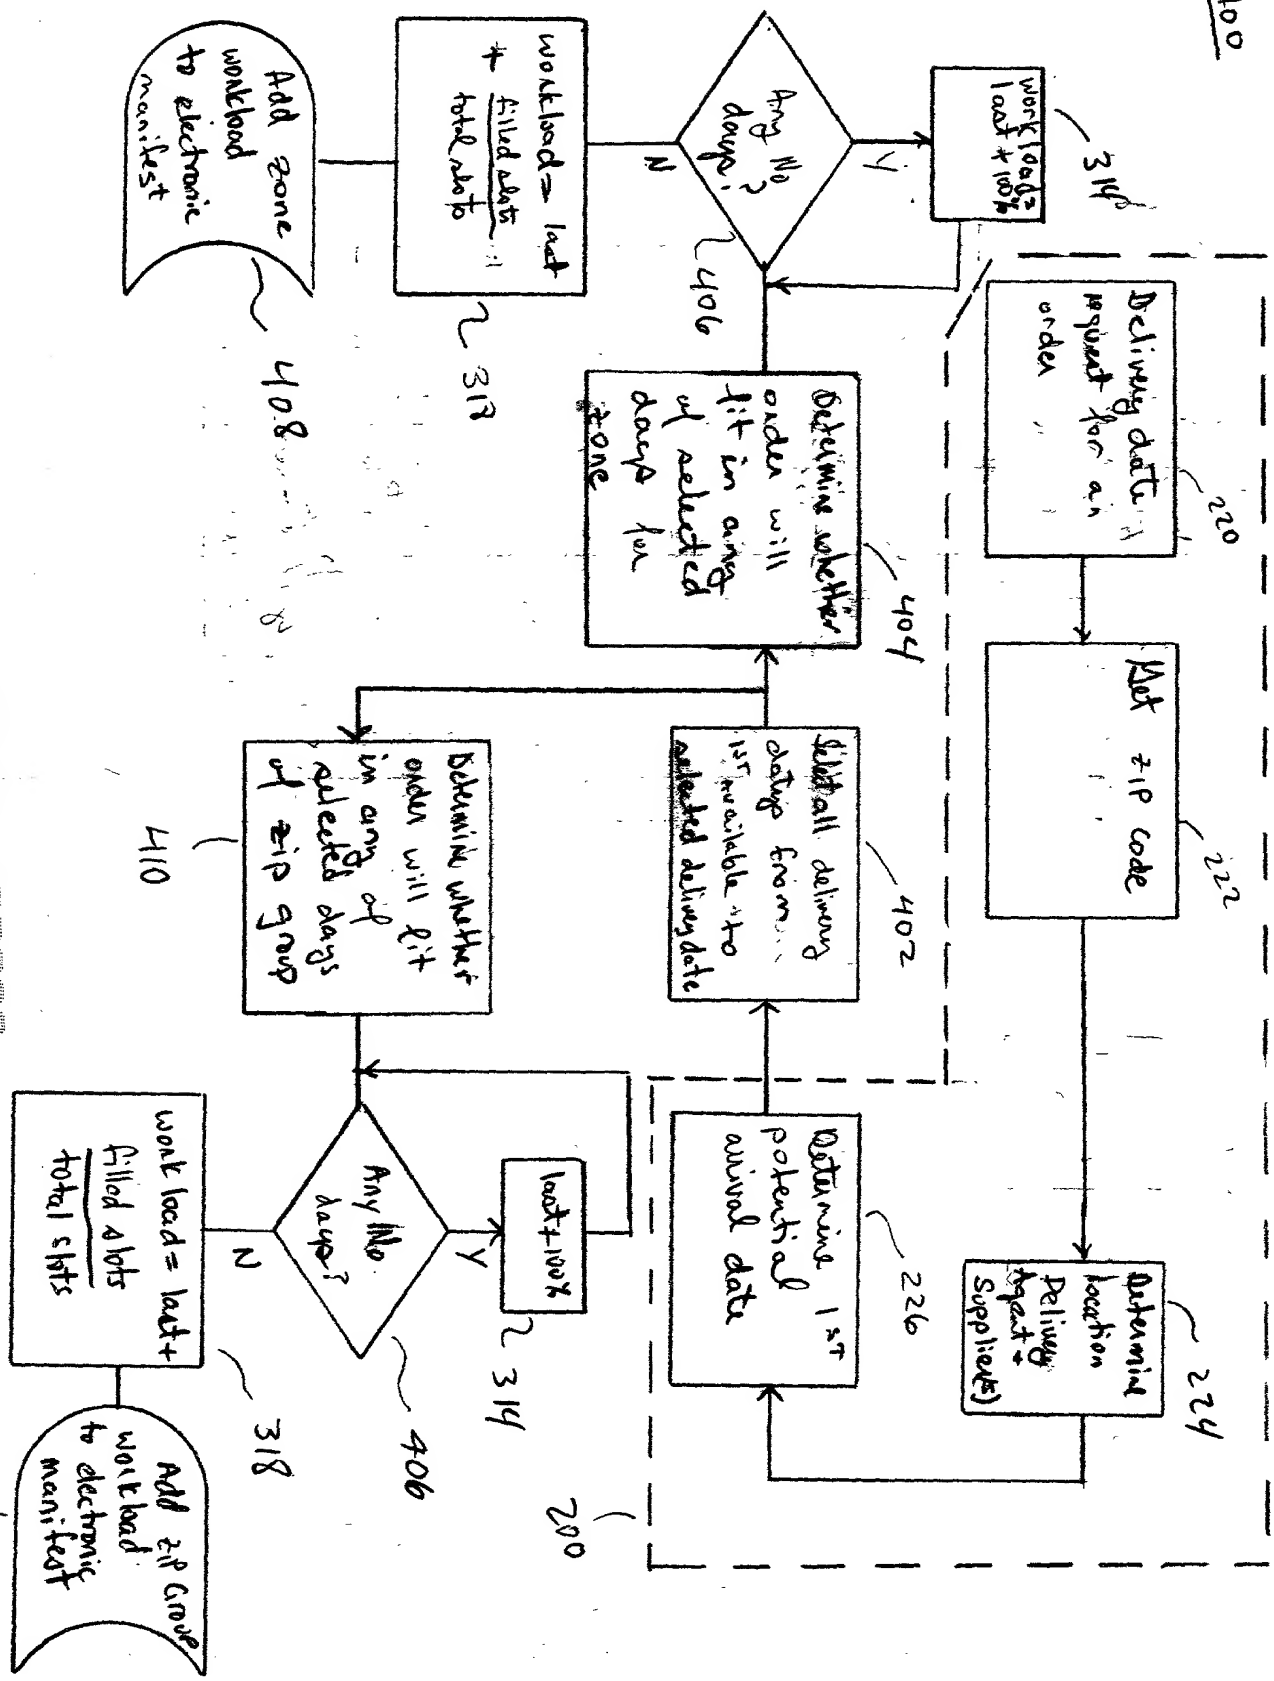 400
Delivery date
request for an
order
220
Get zip code
222
Determine
location
Delivery
Agent +
Supplier(s)
224
Determine 1st
potential
arrival date
226
200
Select all delivery
days from
1st available to
selected delivery date
402
Determine whether
order will
fit in any
of selected
days for
zone
404
Any No
days?
406
Y
N
workload =
last + 100%
314
workload = last
+ filled slots
total slots
318
Add zone
workload
to electronic
manifest
408
Determine whether
order will fit
in any of
selected days
of zip group
410
Any No
days?
406
Y
N
last + 100%
314
workload = last +
filled slots
total slots
318
Add zip Group
workload
to electronic
manifest